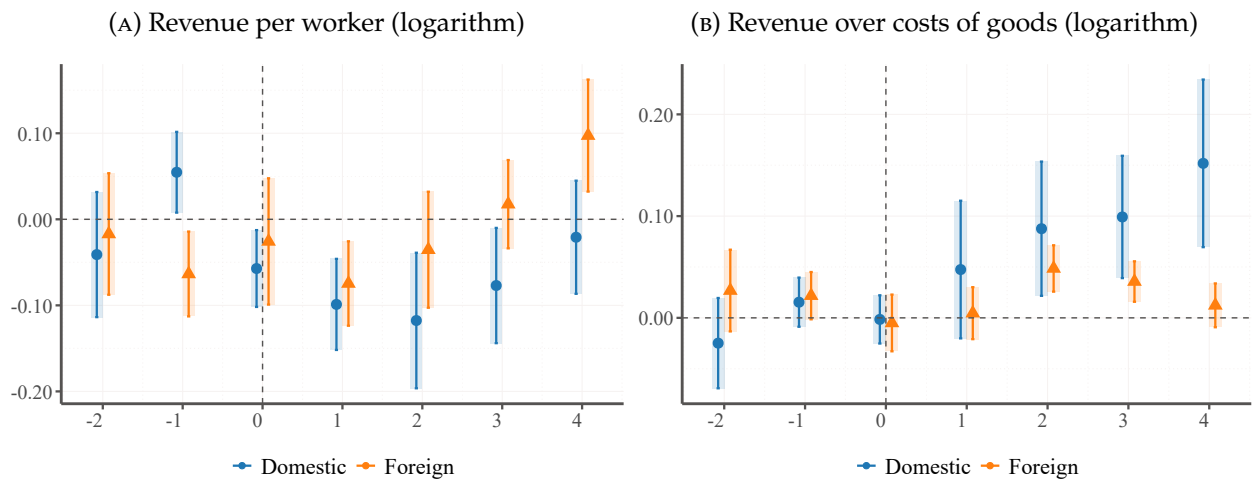 (A) Revenue per worker (logarithm)
0.10
0.00
-0.10
-0.20
-2 -1 0 1 2 3 4
Domestic Foreign
(B) Revenue over costs of goods (logarithm)
0.20
0.10
0.00
-2 -1 0 1 2 3 4
Domestic Foreign